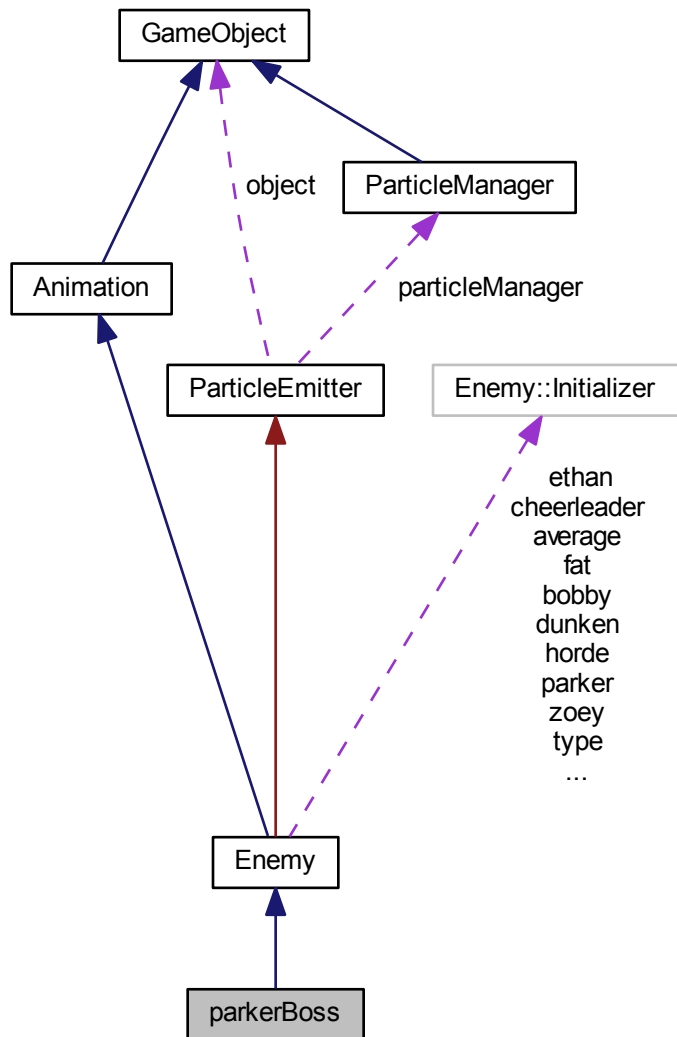 GameObject
object
ParticleManager
Animation
particleManager
ParticleEmitter
Enemy::Initializer
ethan
cheerleader
average
fat
bobby
dunken
horde
parker
zoey
type
...
Enemy
parkerBoss